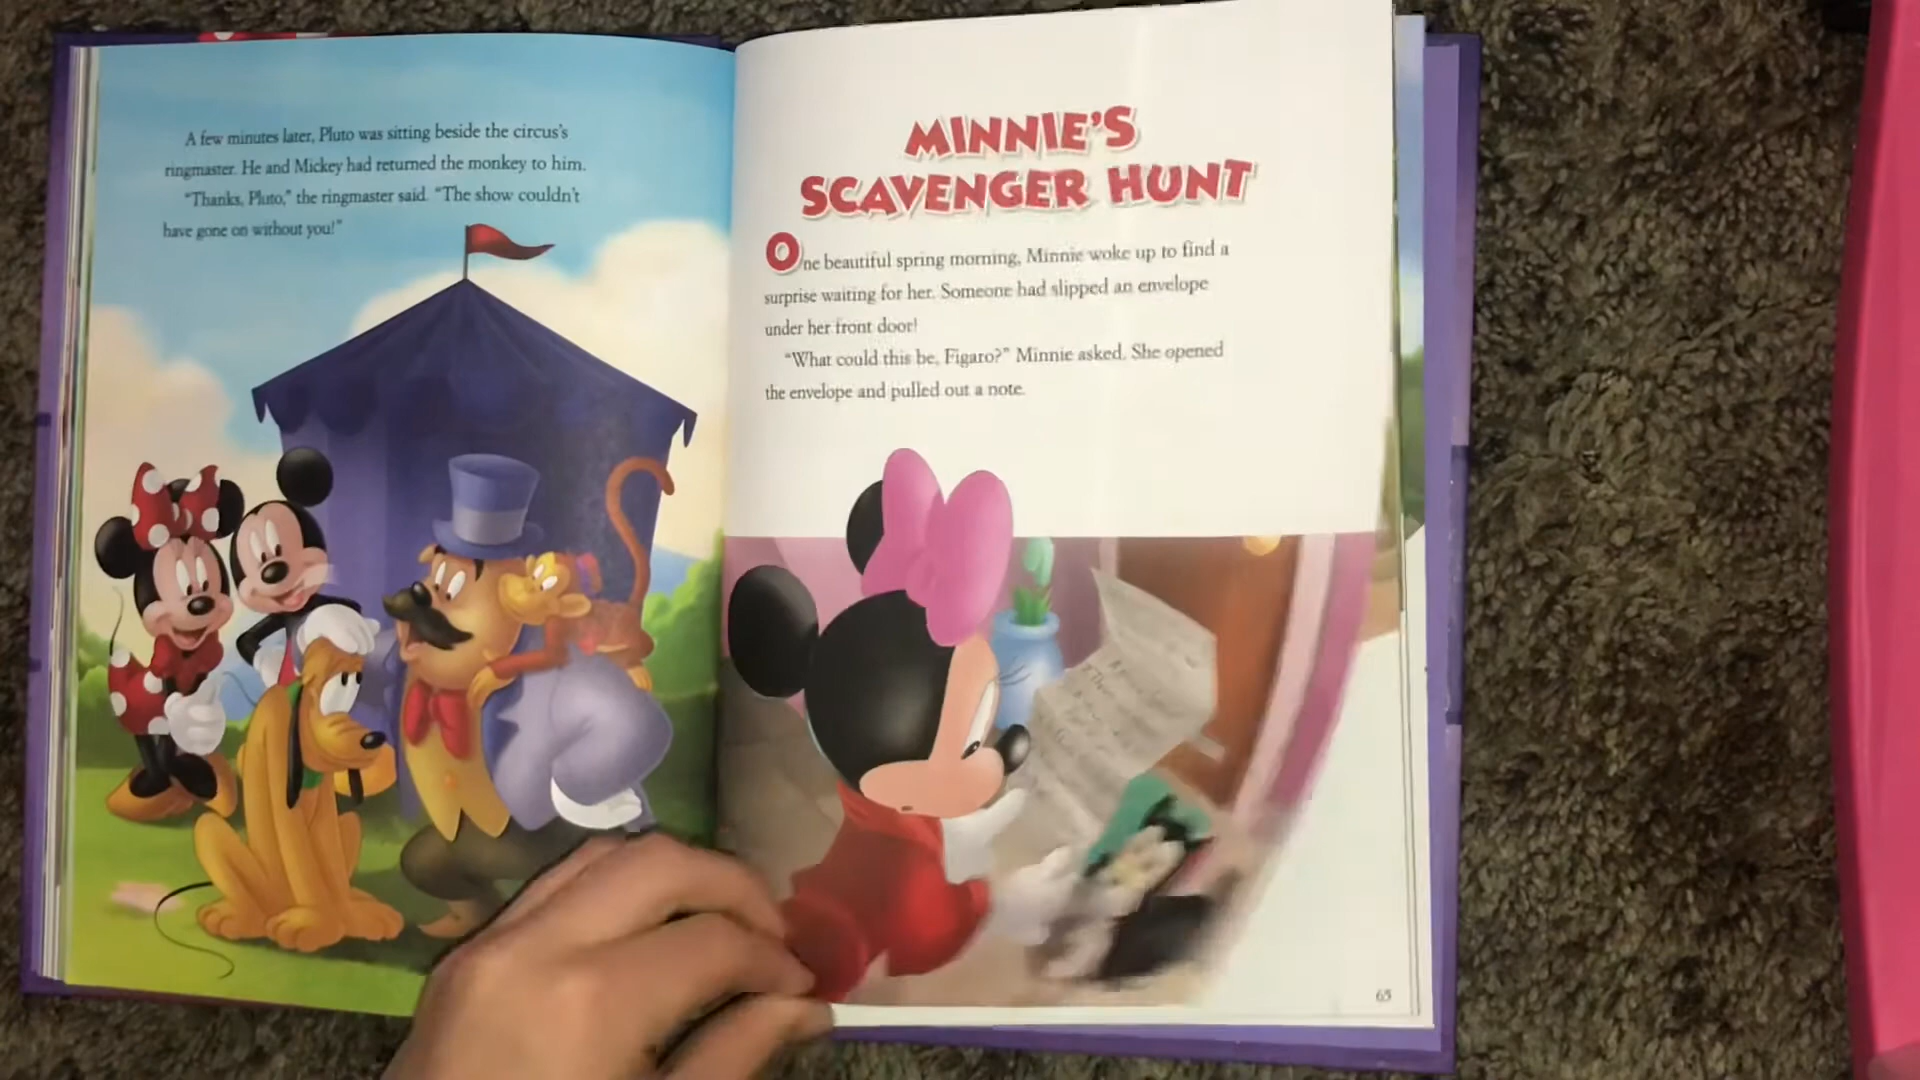 A few minutes later, Pluto was sitting beside the circus's
ringmaster. He and Mickey had returned the monkey to him.
"Thanks, Pluto," the ringmaster said. "The show couldn't
have gone on without you!"
MINNIE'S
SCAVENGER HUNT
One beautiful spring morning, Minnie woke up to find a
surprise waiting for her. Someone had slipped an envelope
under her front door!
"What could this be, Figaro?" Minnie asked. She opened
the envelope and pulled out a note.
65